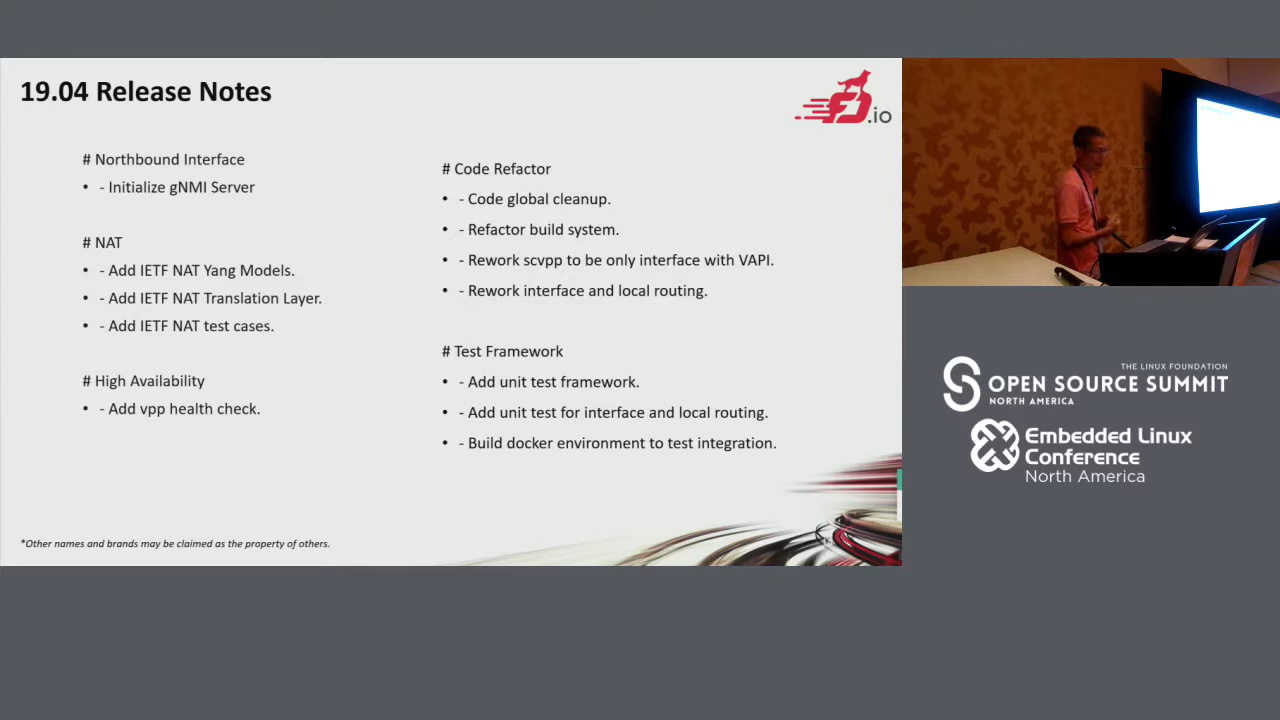 19.04 Release Notes
.io
# Northbound Interface
• - Initialize gNMI Server
# NAT
• - Add IETF NAT Yang Models.
• - Add IETF NAT Translation Layer.
• - Add IETF NAT test cases.
# High Availability
• - Add vpp health check.
# Code Refactor
• - Code global cleanup.
• - Refactor build system.
• - Rework scvpp to be only interface with VAPI.
• - Rework interface and local routing.
# Test Framework
• - Add unit test framework.
• - Add unit test for interface and local routing.
• - Build docker environment to test integration.
*Other names and brands may be claimed as the property of others.
THE LINUX FOUNDATION
OPEN SOURCE SUMMIT
NORTH AMERICA
Embedded Linux
Conference
North America